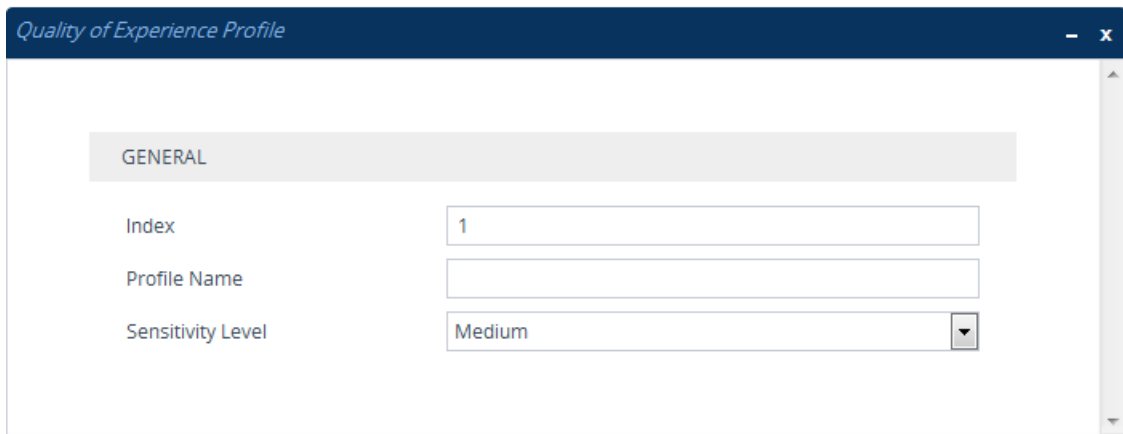 Quality of Experience Profile
– x
GENERAL
Index 1
Profile Name
Sensitivity Level Medium